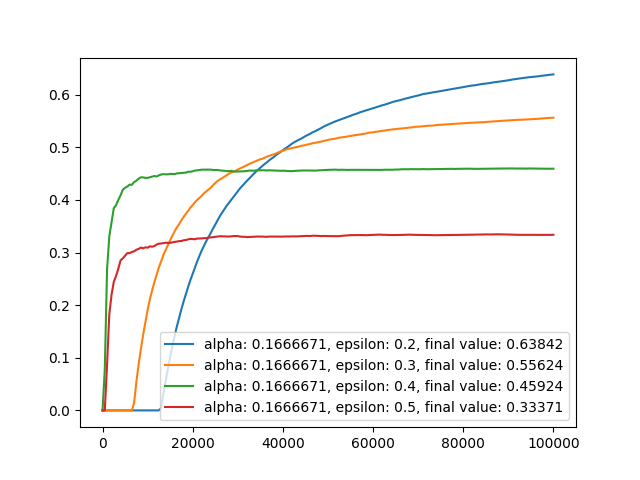 0.6
0.5
0.4
0.3
0.2
0.1
0.0
alpha: 0.1666671, epsilon: 0.2, final value: 0.63842
alpha: 0.1666671, epsilon: 0.3, final value: 0.55624
alpha: 0.1666671, epsilon: 0.4, final value: 0.45924
alpha: 0.1666671, epsilon: 0.5, final value: 0.33371
0 20000 40000 60000 80000 100000